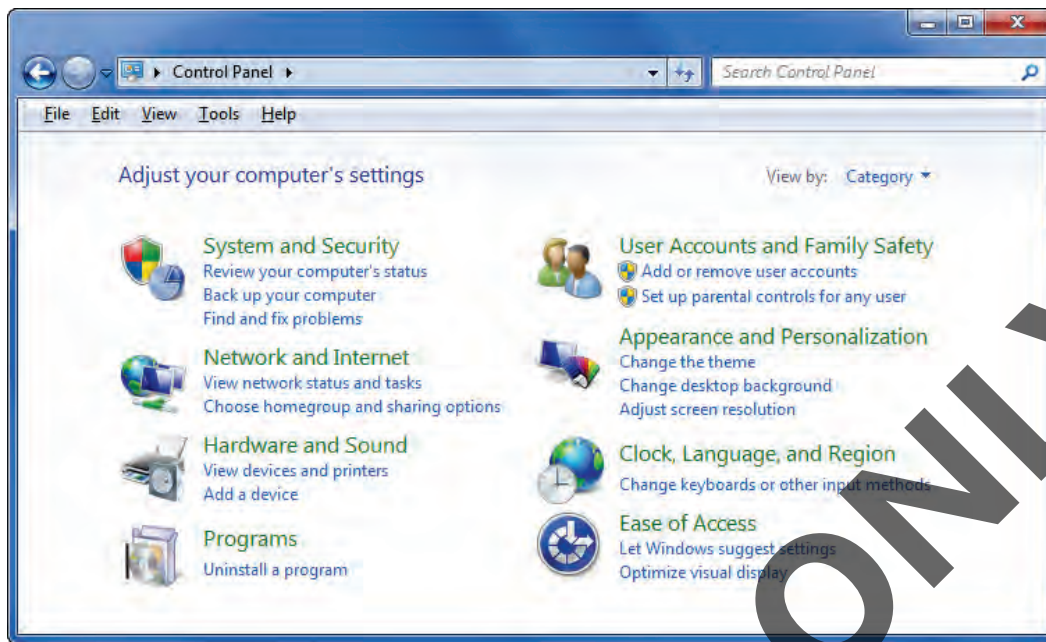 Control Panel
Search Control Panel
File Edit View Tools Help
Adjust your computer's settings
View by: Category
System and Security
Review your computer's status
Back up your computer
Find and fix problems
Network and Internet
View network status and tasks
Choose homegroup and sharing options
Hardware and Sound
View devices and printers
Add a device
Programs
Uninstall a program
User Accounts and Family Safety
Add or remove user accounts
Set up parental controls for any user
Appearance and Personalization
Change the theme
Change desktop background
Adjust screen resolution
Clock, Language, and Region
Change keyboards or other input methods
Ease of Access
Let Windows suggest settings
Optimize visual display
ONLY